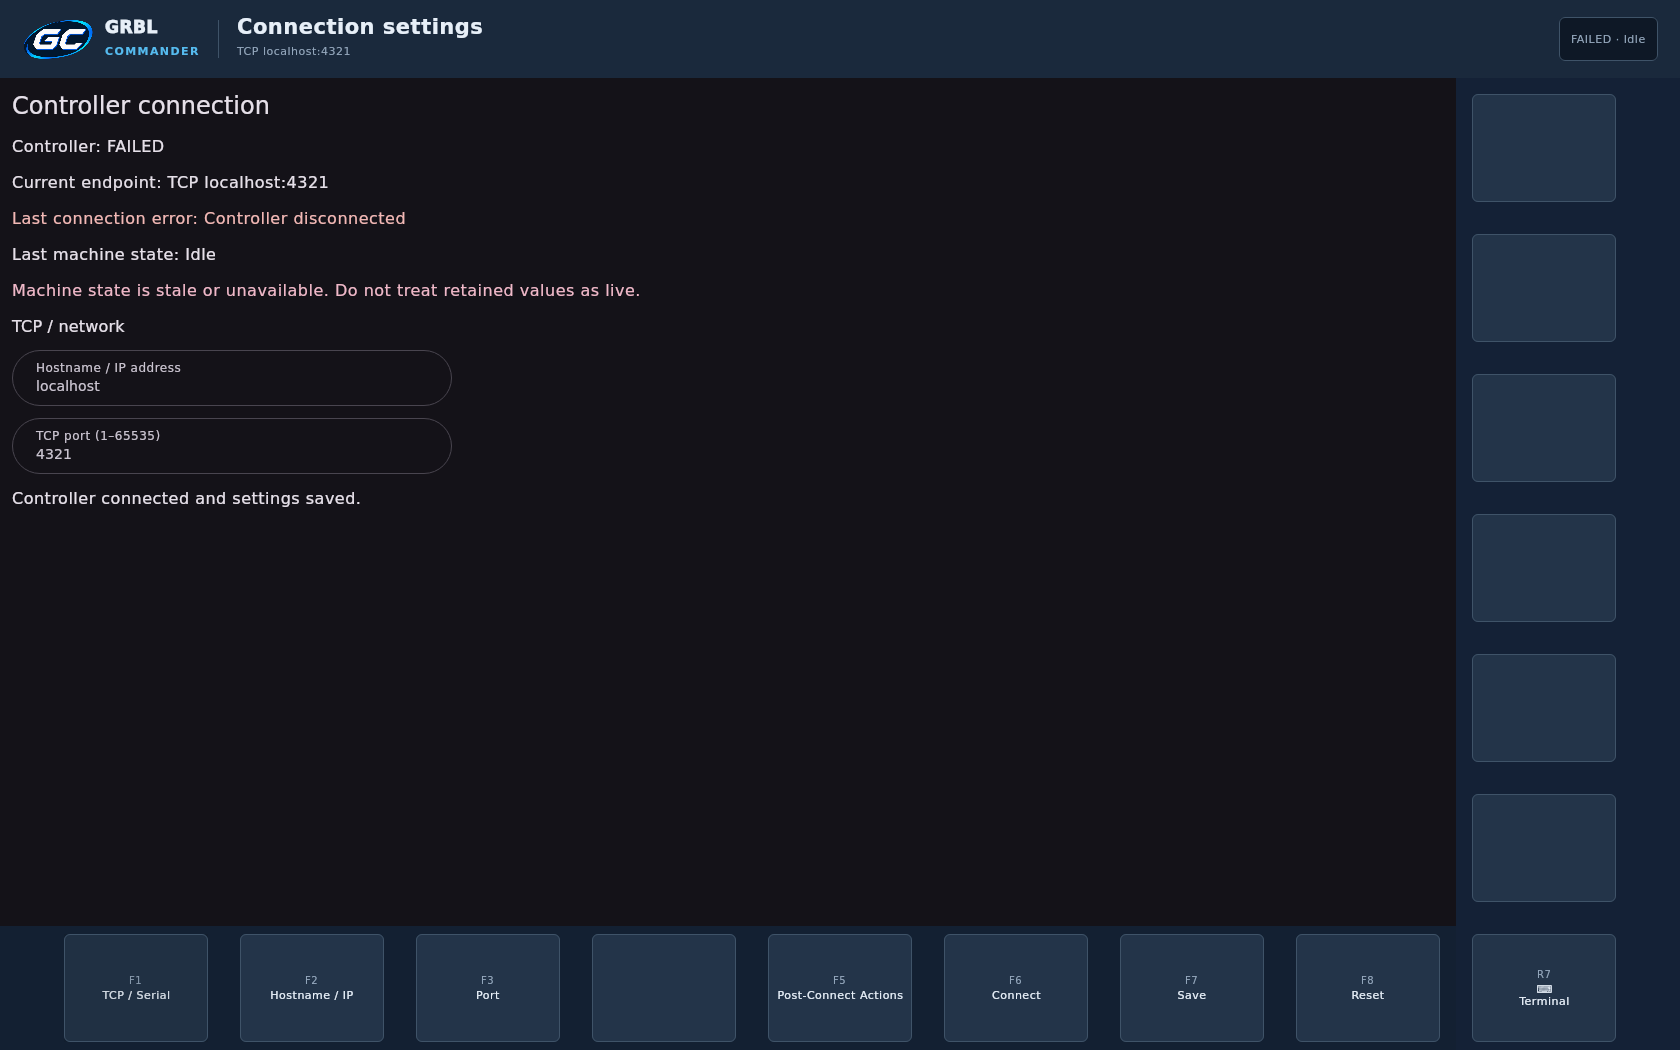 GC
GRBL
COMMANDER
Connection settings
TCP localhost:4321
FAILED · Idle
Controller connection
Controller: FAILED
Current endpoint: TCP localhost:4321
Last connection error: Controller disconnected
Last machine state: Idle
Machine state is stale or unavailable. Do not treat retained values as live.
TCP / network
Hostname / IP address
localhost
TCP port (1–65535)
4321
Controller connected and settings saved.
F1
TCP / Serial
F2
Hostname / IP
F3
Port
F5
Post-Connect Actions
F6
Connect
F7
Save
F8
Reset
R7
⌨
Terminal